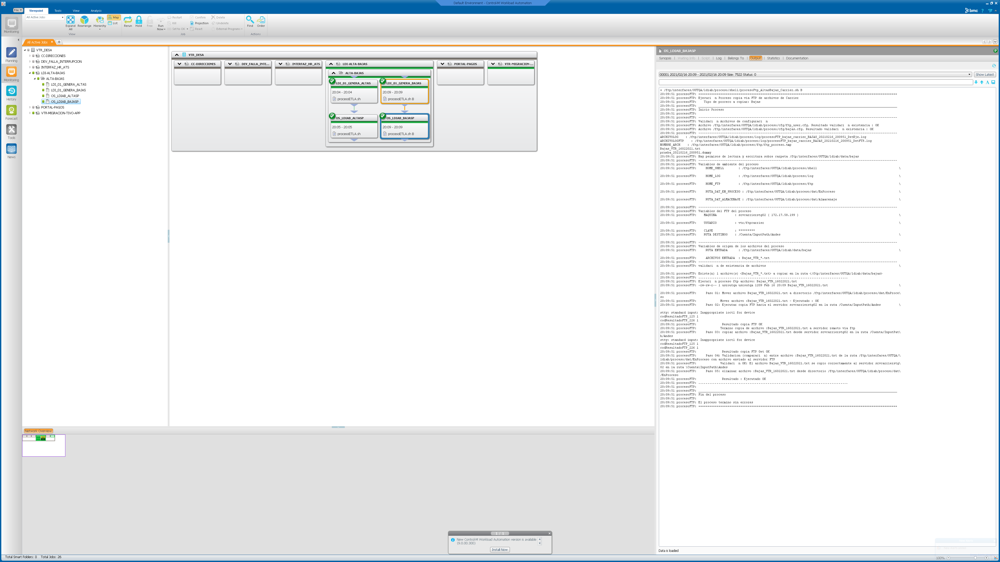 Default Environment - Control-M Workload Automation
File
Viewpoint
Tools
View
Analysis
bmc
All Active Jobs
Expand All
Rearrange
Hierarchy
Map
List
View
Rerun
Hold
Free
Run Now
Restart
Kill
Set to OK
Confirm
Projection
React
Delete
Undelete
External Programs
Job
Find
Order
Actions
Monitoring
Planning
Monitoring
History
Forecast
Tools
News
All Active Jobs
VTR_DESA
CC-DIRECCIONES
DEV_FALLA_INTERRUPCION
INTERFAZ_HR_ATS
LDI-ALTA-BAJAS
ALTA-BAJAS
LDI_01_GENERA_ALTAS
LDI_01_GENERA_BAJAS
OS_LDIAB_ALTASP
OS_LDIAB_BAJASP
PORTAL-PAGOS
VTR-MIGRACION-TIVO-APP
VTR_DESA
CC-DIRECCIONES
DEV_FALLA_INTE...
INTERFAZ_HR_ATS
LDI-ALTA-BAJAS
PORTAL-PAGOS
VTR-MIGRACION-...
ALTA-BAJAS
LDI_01_GENERA_ALTAS
20:04 - 20:04
procesoETLA.sh
LDI_01_GENERA_BAJAS
20:09 - 20:09
procesoETLA.sh B
OS_LDIAB_ALTASP
20:05 - 20:05
procesoETLA.sh
OS_LDIAB_BAJASP
20:09 - 20:09
procesoETLA.sh B
OS_LDIAB_BAJASP
Synopsis | Waiting Info | Script | Log | Belongs To | Output | Statistics | Documentation
00001 2021/02/16 20:09 - 2021/02/16 20:09 Size: 7522 Status: 0
Show Latest
+ /ftp/interfaces/OUTQA/ldiab/proceso/shell/procesoFtp_AltasBajas_Carrier.sh B
20:09:51 procesoFTP: =============================================================================================================
20:09:51 procesoFTP: Ejecuci  n Proceso copia via FTP de archivos de Carrier
20:09:51 procesoFTP:    Tipo de proceco a copiar: Bajas
20:09:51 procesoFTP: _____________________________________________________________________________________________________________
20:09:51 procesoFTP: Inicio Proceso
20:09:51 procesoFTP:
20:09:51 procesoFTP: -------------------------------------------------------------------------------------------------------------
20:09:51 procesoFTP: Validaci  n Archivos de configuraci  n
20:09:51 procesoFTP: Archivo /ftp/interfaces/OUTQA/ldiab/proceso/cfg/ftp_user.cfg. Resultado validaci  n existencia : OK
20:09:51 procesoFTP: Archivo /ftp/interfaces/OUTQA/ldiab/proceso/cfg/bajas.cfg. Resultado validaci  n existencia : OK
20:09:51 procesoFTP: -------------------------------------------------------------------------------------------------------------
ARCHIVOLOG    : /ftp/interfaces/OUTQA/ldiab/proceso/log/procesoFTP_bajas_carrier_BAJAS_20210216_200951_DetEje.log
ARCHIVOLOGFTP    : /ftp/interfaces/OUTQA/ldiab/proceso/log/procesoFTP_bajas_carrier_BAJAS_20210216_200951_DetFTP.log
NOMBRE_ARCH    : /ftp/interfaces/OUTQA/ldiab/proceso/ftp/ftp_proceso.tmp
Bajas_VTR_16022021.txt
prueba_20210216_200951.dummy
20:09:51 procesoFTP: Hay permisos de lectura y escritura sobre carpeta /ftp/interfaces/OUTQA/ldiab/data/bajas
20:09:51 procesoFTP: -------------------------------------------------------------------------------------------------------------
20:09:51 procesoFTP: Variables de ambiente del proceso
20:09:51 procesoFTP:     HOME_SHELL        : /ftp/interfaces/OUTQA/ldiab/proceso/shell \
20:09:51 procesoFTP:     HOME_LOG          : /ftp/interfaces/OUTQA/ldiab/proceso/log \
20:09:51 procesoFTP:     HOME_FTP          : /ftp/interfaces/OUTQA/ldiab/proceso/ftp \
20:09:51 procesoFTP:     RUTA_DAT_EN_PROCESO : /ftp/interfaces/OUTQA/ldiab/proceso/dat/EnProceso \
20:09:51 procesoFTP:     RUTA_DAT_ALMACENAJE : /ftp/interfaces/OUTQA/ldiab/proceso/dat/Almacenaje \
20:09:51 procesoFTP: -------------------------------------------------------------------------------------------------------------
20:09:51 procesoFTP: Variables del FTP del proceso
20:09:51 procesoFTP:    MAQUINA         : srvcarrierstg02 ( 172.17.58.199 ) \
20:09:51 procesoFTP:    USUARIO         : vtr/ftpcarrier \
20:09:51 procesoFTP:    CLAVE           : *********
20:09:51 procesoFTP:    RUTA DESTINOO   : /Cuenta/InputPath/Andes \
20:09:51 procesoFTP: -------------------------------------------------------------------------------------------------------------
20:09:51 procesoFTP: Variables de origen de los archivos del proceso
20:09:51 procesoFTP:     RUTA ENTRADA      : /ftp/interfaces/OUTQA/ldiab/data/bajas \
20:09:51 procesoFTP:     ARCHIVOS ENTRADA  : Bajas_VTR_*.txt
20:09:51 procesoFTP: -------------------------------------------------------------------------------------------------------------
20:09:51 procesoFTP: validaci  n de existencia de archivos \
20:09:51 procesoFTP: Existe(n) 1 archivo(s) <Bajas_VTR_*.txt> a copiar en la ruta </ftp/interfaces/OUTQA/ldiab/data/bajas>
20:09:51 procesoFTP: ..................................................................................
20:09:51 procesoFTP: Ejecuci  n proceso ftp archivo: Bajas_VTR_16022021.txt
20:09:51 procesoFTP: -rw-rw-r-- 1 usroutqa usroutqa 1209 Feb 16 20:09 Bajas_VTR_16022021.txt \
20:09:51 procesoFTP:     Paso 01: Mover archivo Bajas_VTR_16022021.txt a directorio /ftp/interfaces/OUTQA/ldiab/proceso/dat/EnProce\
so
20:09:51 procesoFTP:             Mover archivo :Bajas_VTR_16022021.txt - Ejecutado : OK
20:09:51 procesoFTP:     Paso 02: Ejecutar copia FTP hacia el servidor srvcarrierstg02 en la ruta /Cuenta/InputPath/Andes \
stty: standard input: Inappropriate ioctl for device
codResultadoFTP_125 1
codResultadoFTP_226 1
20:09:51 procesoFTP:              Resultado copia FTP OK
20:09:51 procesoFTP:             Termino copia de archivo :Bajas_VTR_16022021.txt a servidor remoto via ftp
20:09:51 procesoFTP:     Paso 03: copiar archivo :Bajas_VTR_16022021.txt desde servidor srvcarrierstg02 en la ruta /Cuenta/InputPat\
h/Andes
stty: standard input: Inappropriate ioctl for device
codResultadoFTP_125 1
codResultadoFTP_226 1
20:09:51 procesoFTP:              Resultado copia FTP Get OK
20:09:51 procesoFTP:     Paso 04: Validacion (comparaci  n) entre archivo :Bajas_VTR_16022021.txt de la ruta /ftp/interfaces/OUTQA/\
ldiab/proceso/dat/EnProceso con archivo enviado al servidor FTP
20:09:51 procesoFTP:             Validaci  n OK: El archivo Bajas_VTR_16022021.txt se copio correctamente al servidor srvcarrierstg\
02 en la ruta \Cuenta\InputPath\Andes
20:09:51 procesoFTP:     Paso 05: eliminar archivo :Bajas_VTR_16022021.txt desde directorio /ftp/interfaces/OUTQA/ldiab/proceso/dat\
/EnProceso
20:09:51 procesoFTP:              Resultado : Ejecutado OK
20:09:51 procesoFTP: ..................................................................................
20:09:51 procesoFTP:
20:09:51 procesoFTP: _____________________________________________________________________________________________________________
20:09:51 procesoFTP: Fin del proceso
20:09:51 procesoFTP:
20:09:51 procesoFTP: El proceso termino sin errores
20:09:51 procesoFTP: =============================================================================================================
Network Overview
1 / 1
New Control-M Workload Automation version is available
(9.0.00.300)
Install Now
Data is loaded
Total Smart Folders: 0 Total Jobs: 26
100%